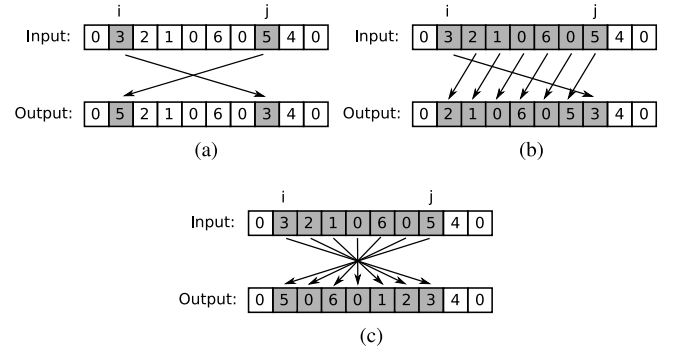 i j
Input: 0 3 2 1 0 6 0 5 4 0
Output: 0 5 2 1 0 6 0 3 4 0
(a)
i j
Input: 0 3 2 1 0 6 0 5 4 0
Output: 0 2 1 0 6 0 5 3 4 0
(b)
i j
Input: 0 3 2 1 0 6 0 5 4 0
Output: 0 5 0 6 0 1 2 3 4 0
(c)